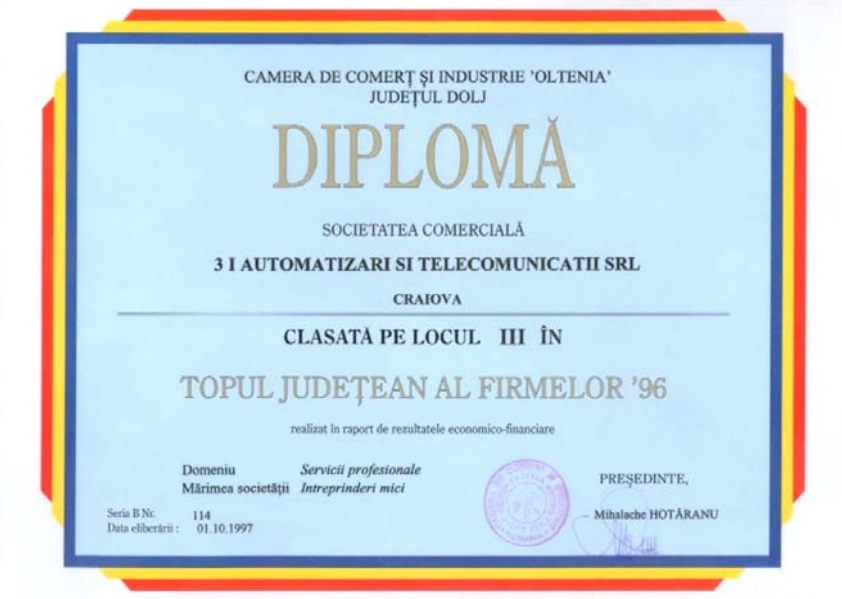 CAMERA DE COMERŢ ŞI INDUSTRIE 'OLTENIA'
JUDEŢUL DOLJ
DIPLOMĂ
SOCIETATEA COMERCIALĂ
3 I AUTOMATIZARI SI TELECOMUNICATII SRL
CRAIOVA
CLASATĂ PE LOCUL III ÎN
TOPUL JUDEŢEAN AL FIRMELOR '96
realizat în raport de rezultatele economico-financiare
Domeniu Servicii profesionale
Mărimea societăţii Intreprinderi mici
PREŞEDINTE,
Mihalache HOTĂRANU
Seria B Nr. 114
Data eliberării : 01.10.1997